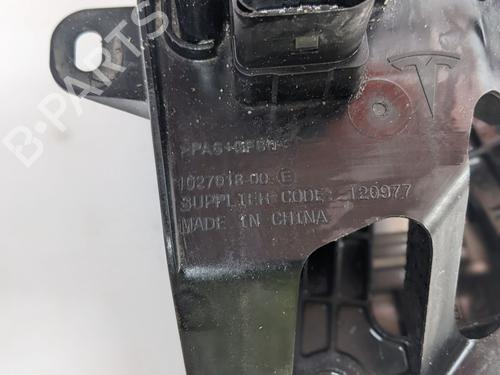 B-PARTS
1027618-00 E
SUPPLIER CODE: 120977
MADE IN CHINA